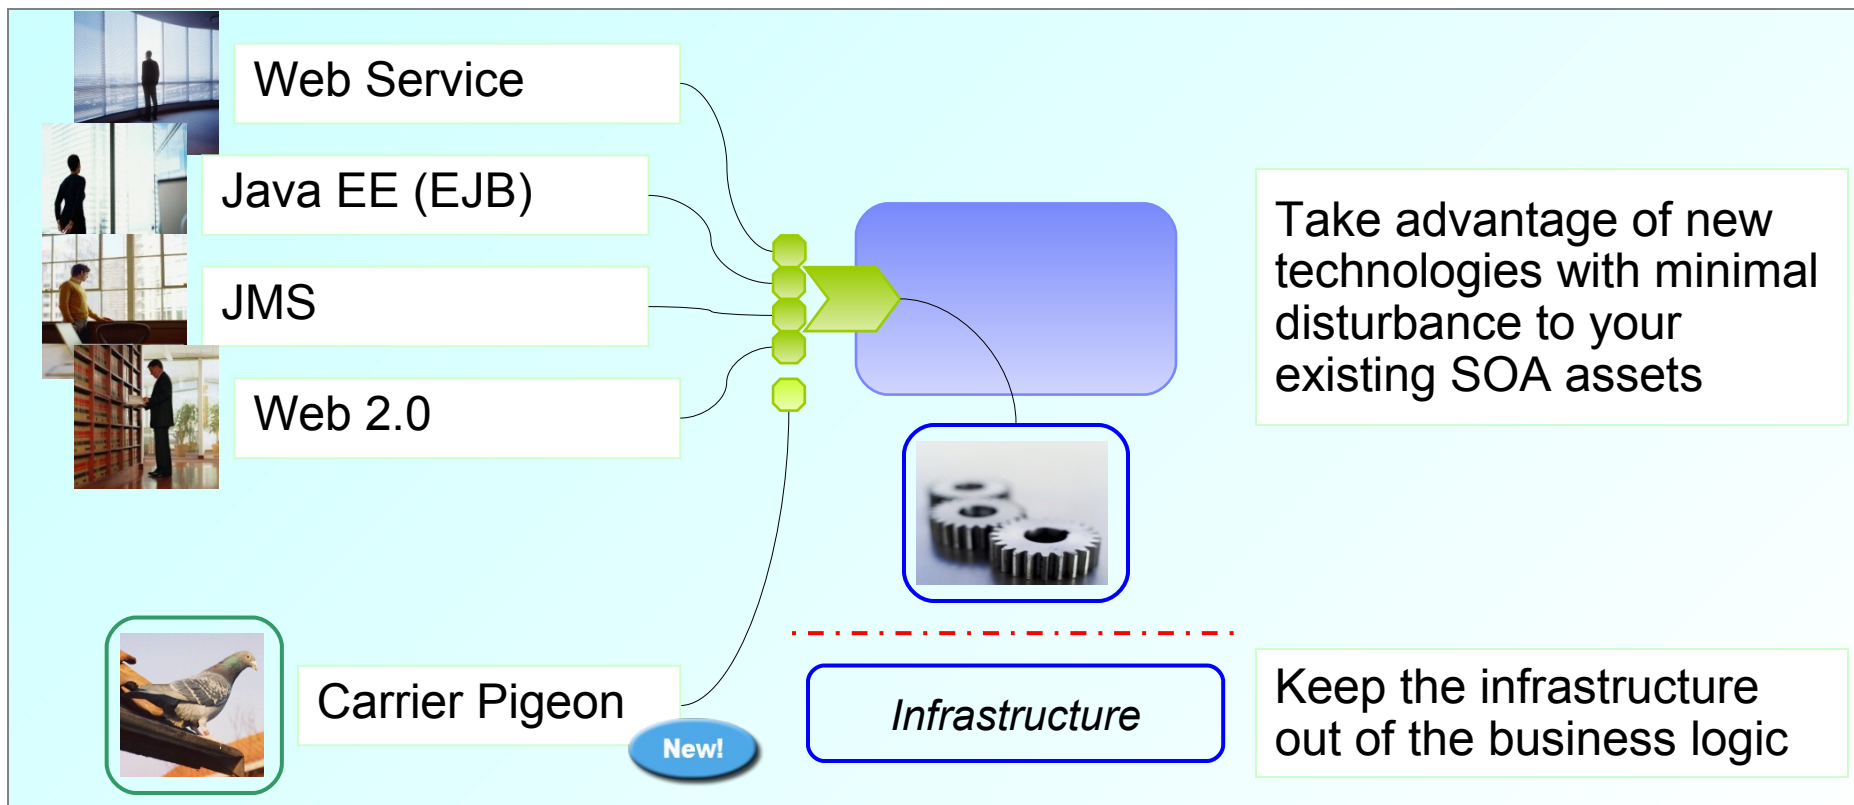 Web Service
Java EE (EJB)
JMS
Web 2.0
Take advantage of new
technologies with minimal
disturbance to your
existing SOA assets
Carrier Pigeon
New!
Infrastructure
Keep the infrastructure
out of the business logic